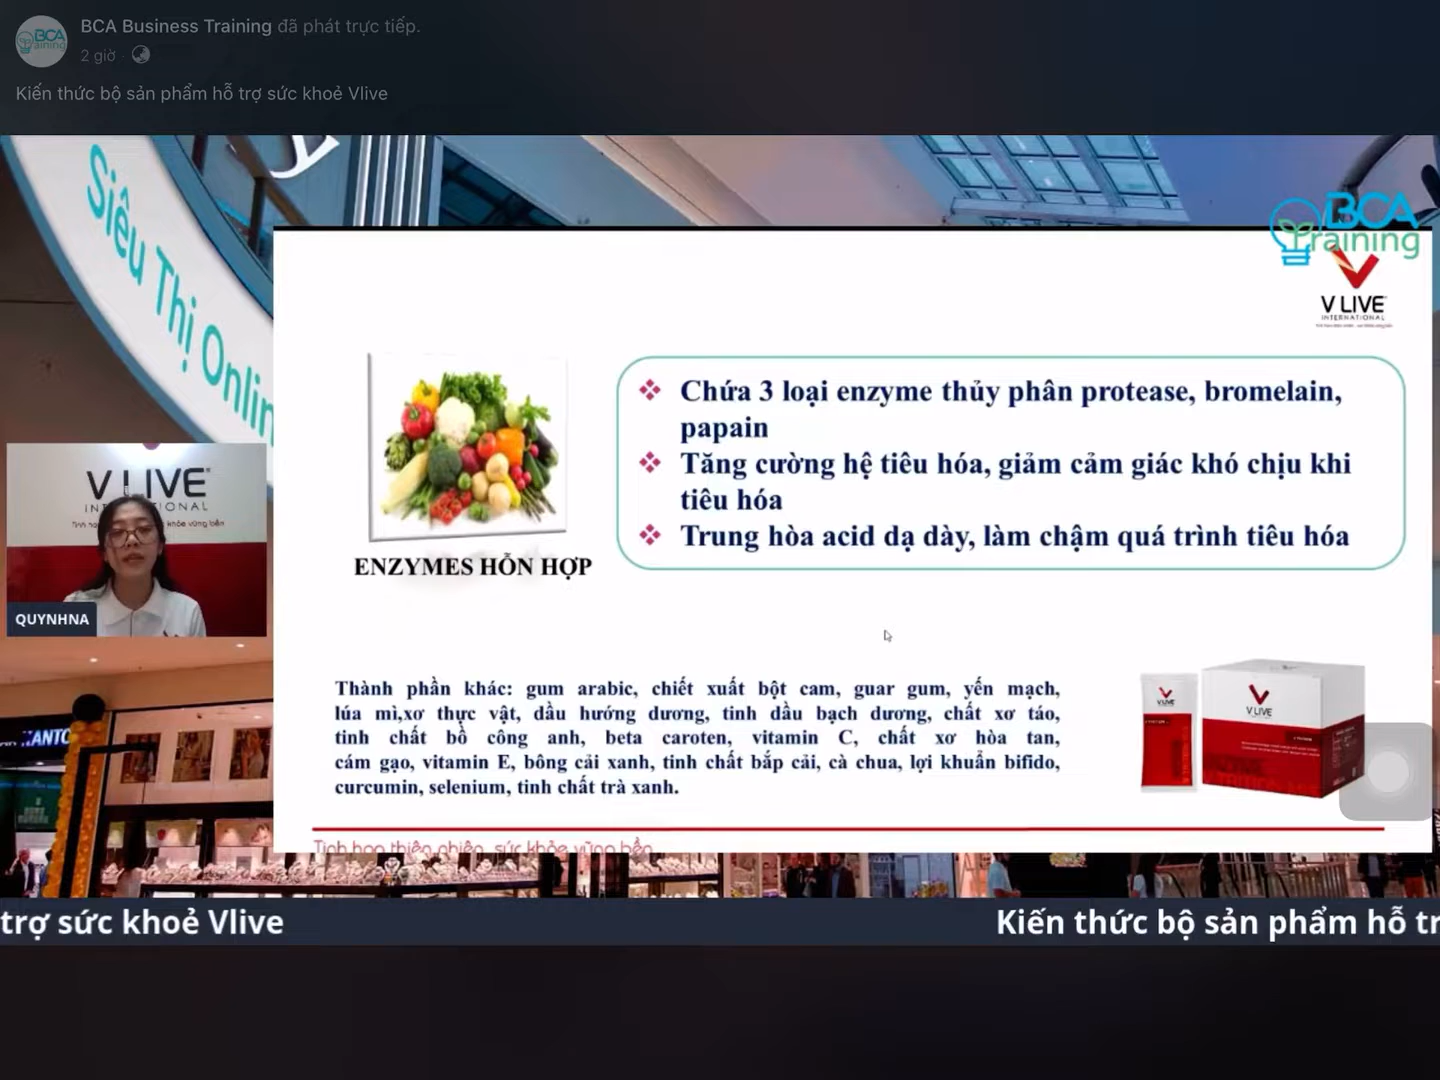 BCA Business Training đã phát trực tiếp.
2 giờ ·
Kiến thức bộ sản phẩm hỗ trợ sức khoẻ Vlive
Siêu Thị Onlin
BCA
Training
V LIVE
INTERNATIONAL
❖ Chứa 3 loại enzyme thủy phân protease, bromelain,
papain
❖ Tăng cường hệ tiêu hóa, giảm cảm giác khó chịu khi
tiêu hóa
❖ Trung hòa acid dạ dày, làm chậm quá trình tiêu hóa
ENZYMES HỖN HỢP
V LIVE
QUYNHNA
Thành phần khác: gum arabic, chiết xuất bột cam, guar gum, yến mạch,
lúa mì,xơ thực vật, dầu hướng dương, tinh dầu bạch dương, chất xơ táo,
tinh chất bồ công anh, beta caroten, vitamin C, chất xơ hòa tan,
cám gạo, vitamin E, bông cải xanh, tinh chất bắp cải, cà chua, lợi khuẩn bifido,
curcumin, selenium, tinh chất trà xanh.
V LIVE
V LIVE
Tinh hoa thiên nhiên, sức khỏe vững bền
trợ sức khoẻ Vlive
Kiến thức bộ sản phẩm hỗ tr